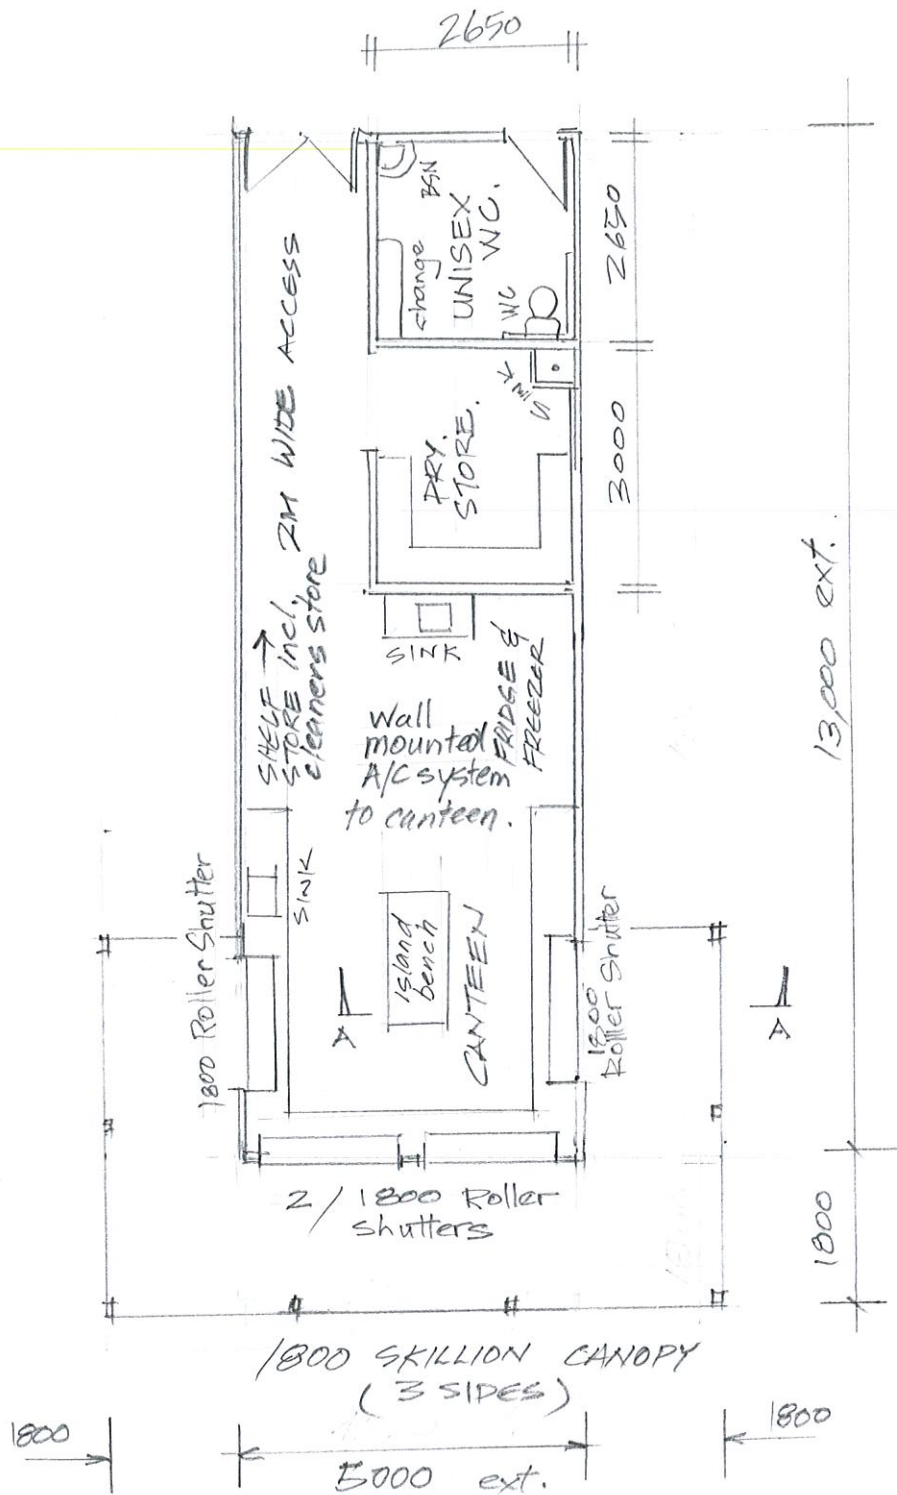 2650
BSN
change
UNISEX
WC.
WC
2650
2M WIDE ACCESS
DRY.
STORE.
3000
SHELF →
STORE incl.
cleaners store
SINK
FRIDGE &
FREEZER
Wall
mounted
A/C system
to canteen.
13,000 ext.
SINK
1800 Roller Shutter
Island
bench
CANTEEN
1800
Roller Shutter
A
A
2/1800 Roller
shutters
1800
1800 SKILLION CANOPY
(3 SIDES)
1800
5000 ext.
1800